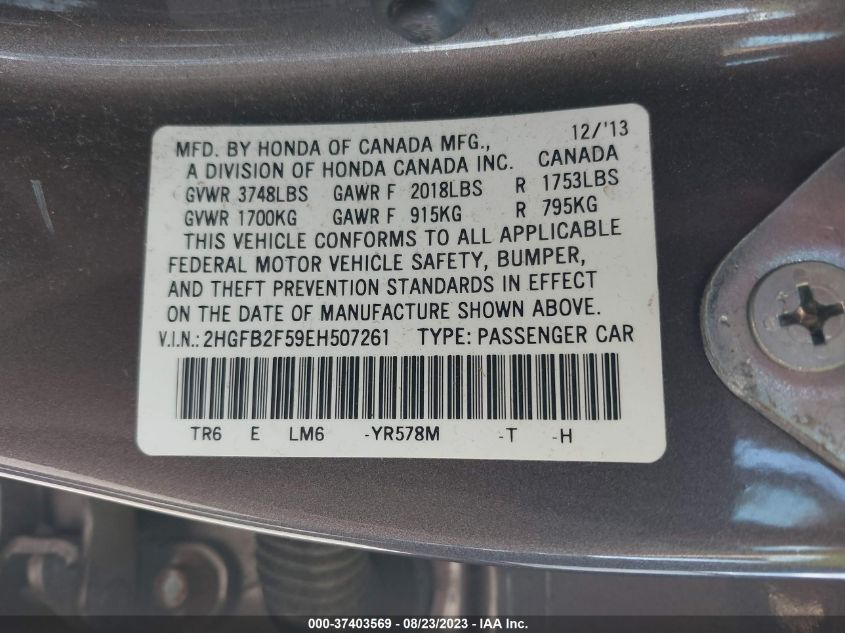 12/'13
MFD. BY HONDA OF CANADA MFG.,
A DIVISION OF HONDA CANADA INC. CANADA
GVWR 3748LBS GAWR F 2018LBS R 1753LBS
GVWR 1700KG GAWR F 915KG R 795KG
THIS VEHICLE CONFORMS TO ALL APPLICABLE
FEDERAL MOTOR VEHICLE SAFETY, BUMPER,
AND THEFT PREVENTION STANDARDS IN EFFECT
ON THE DATE OF MANUFACTURE SHOWN ABOVE.
V.I.N.: 2HGFB2F59EH507261 TYPE: PASSENGER CAR
TR6 E LM6 -YR578M -T -H
000-37403569 / 08/23/2023 - IAA Inc.